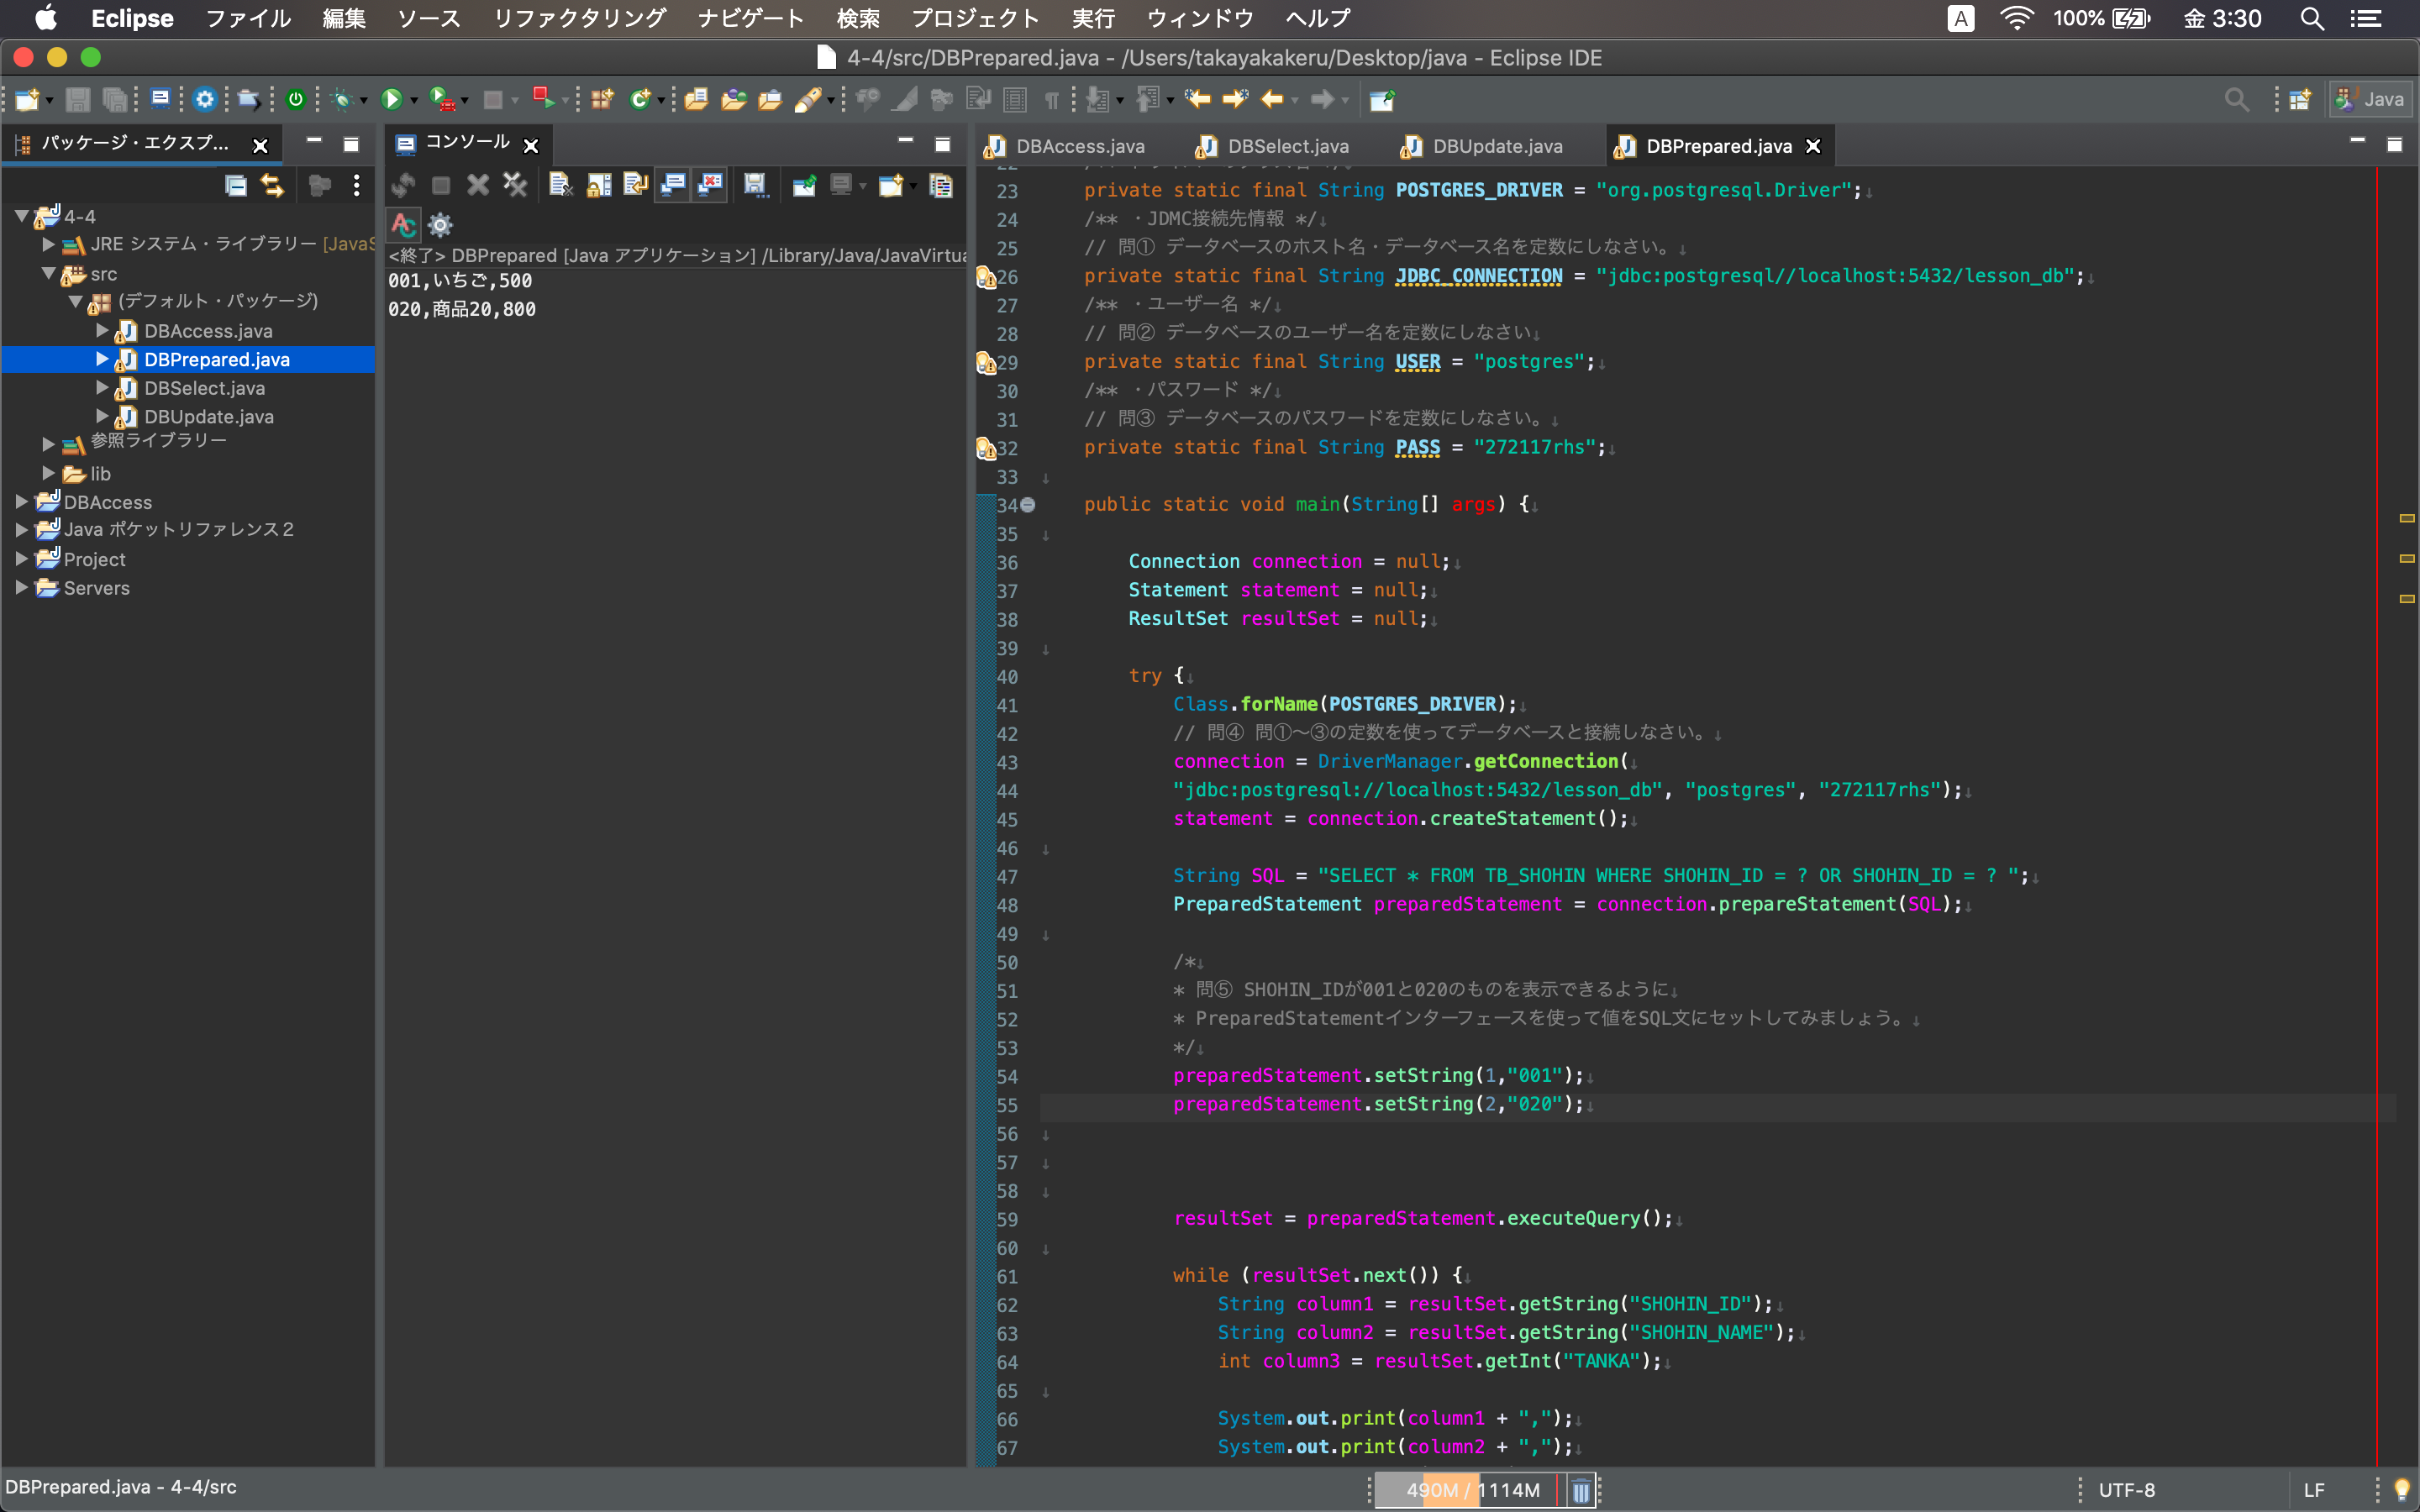 Eclipse ファイル 編集 ソース リファクタリング ナビゲート 検索 プロジェクト 実行 ウィンドウ ヘルプ A 100% 金 3:30
4-4/src/DBPrepared.java - /Users/takayakakeru/Desktop/java - Eclipse IDE
Java
パッケージ・エクスプ...
4-4
JRE システム・ライブラリー [JavaS
src
(デフォルト・パッケージ)
DBAccess.java
DBPrepared.java
DBSelect.java
DBUpdate.java
参照ライブラリー
lib
DBAccess
Java ポケットリファレンス2
Project
Servers
コンソール
<終了> DBPrepared [Java アプリケーション] /Library/Java/JavaVirtua
001,いちご,500
020,商品20,800
DBAccess.java DBSelect.java DBUpdate.java DBPrepared.java
23 private static final String POSTGRES_DRIVER = "org.postgresql.Driver";↓
24 /** ・JDMC接続先情報 */↓
25 // 問① データベースのホスト名・データベース名を定数にしなさい。↓
26 private static final String JDBC_CONNECTION = "jdbc:postgresql//localhost:5432/lesson_db";↓
27 /** ・ユーザー名 */↓
28 // 問② データベースのユーザー名を定数にしなさい↓
29 private static final String USER = "postgres";↓
30 /** ・パスワード */↓
31 // 問③ データベースのパスワードを定数にしなさい。↓
32 private static final String PASS = "272117rhs";↓
33 ↓
34 public static void main(String[] args) {↓
35 ↓
36 Connection connection = null;↓
37 Statement statement = null;↓
38 ResultSet resultSet = null;↓
39 ↓
40 try {↓
41 Class.forName(POSTGRES_DRIVER);↓
42 // 問④ 問①〜③の定数を使ってデータベースと接続しなさい。↓
43 connection = DriverManager.getConnection(↓
44 "jdbc:postgresql://localhost:5432/lesson_db", "postgres", "272117rhs");↓
45 statement = connection.createStatement();↓
46 ↓
47 String SQL = "SELECT * FROM TB_SHOHIN WHERE SHOHIN_ID = ? OR SHOHIN_ID = ? ";↓
48 PreparedStatement preparedStatement = connection.prepareStatement(SQL);↓
49 ↓
50 /*↓
51 * 問⑤ SHOHIN_IDが001と020のものを表示できるように↓
52 * PreparedStatementインターフェースを使って値をSQL文にセットしてみましょう。↓
53 */↓
54 preparedStatement.setString(1,"001");↓
55 preparedStatement.setString(2,"020");↓
56 ↓
57 ↓
58 ↓
59 resultSet = preparedStatement.executeQuery();↓
60 ↓
61 while (resultSet.next()) {↓
62 String column1 = resultSet.getString("SHOHIN_ID");↓
63 String column2 = resultSet.getString("SHOHIN_NAME");↓
64 int column3 = resultSet.getInt("TANKA");↓
65 ↓
66 System.out.print(column1 + ",");↓
67 System.out.print(column2 + ",");↓
DBPrepared.java - 4-4/src 490M / 1114M UTF-8 LF